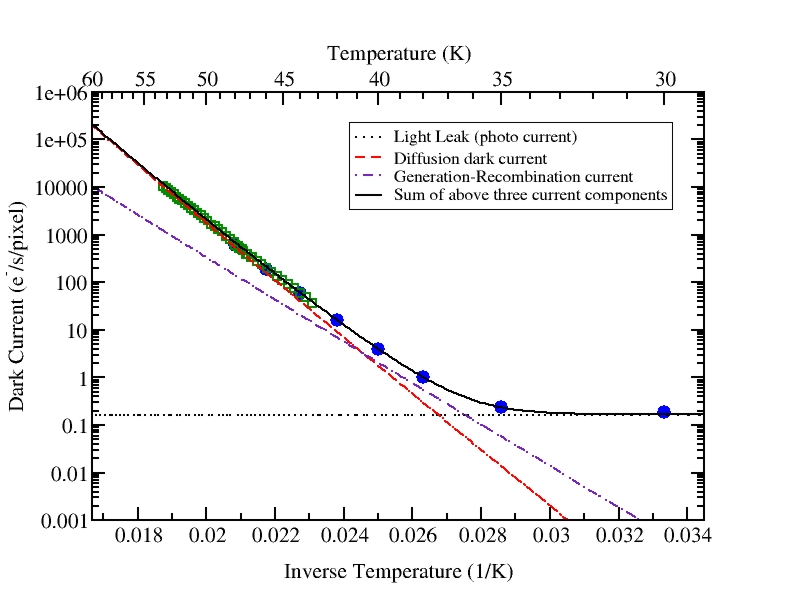 Temperature (K)
60 55 50 45 40 35 30
1e+06
1e+05
10000
1000
100
10
1
0.1
0.01
0.001
Dark Current (e⁻/s/pixel)
Light Leak (photo current)
Diffusion dark current
Generation-Recombination current
Sum of above three current components
0.018 0.02 0.022 0.024 0.026 0.028 0.03 0.032 0.034
Inverse Temperature (1/K)